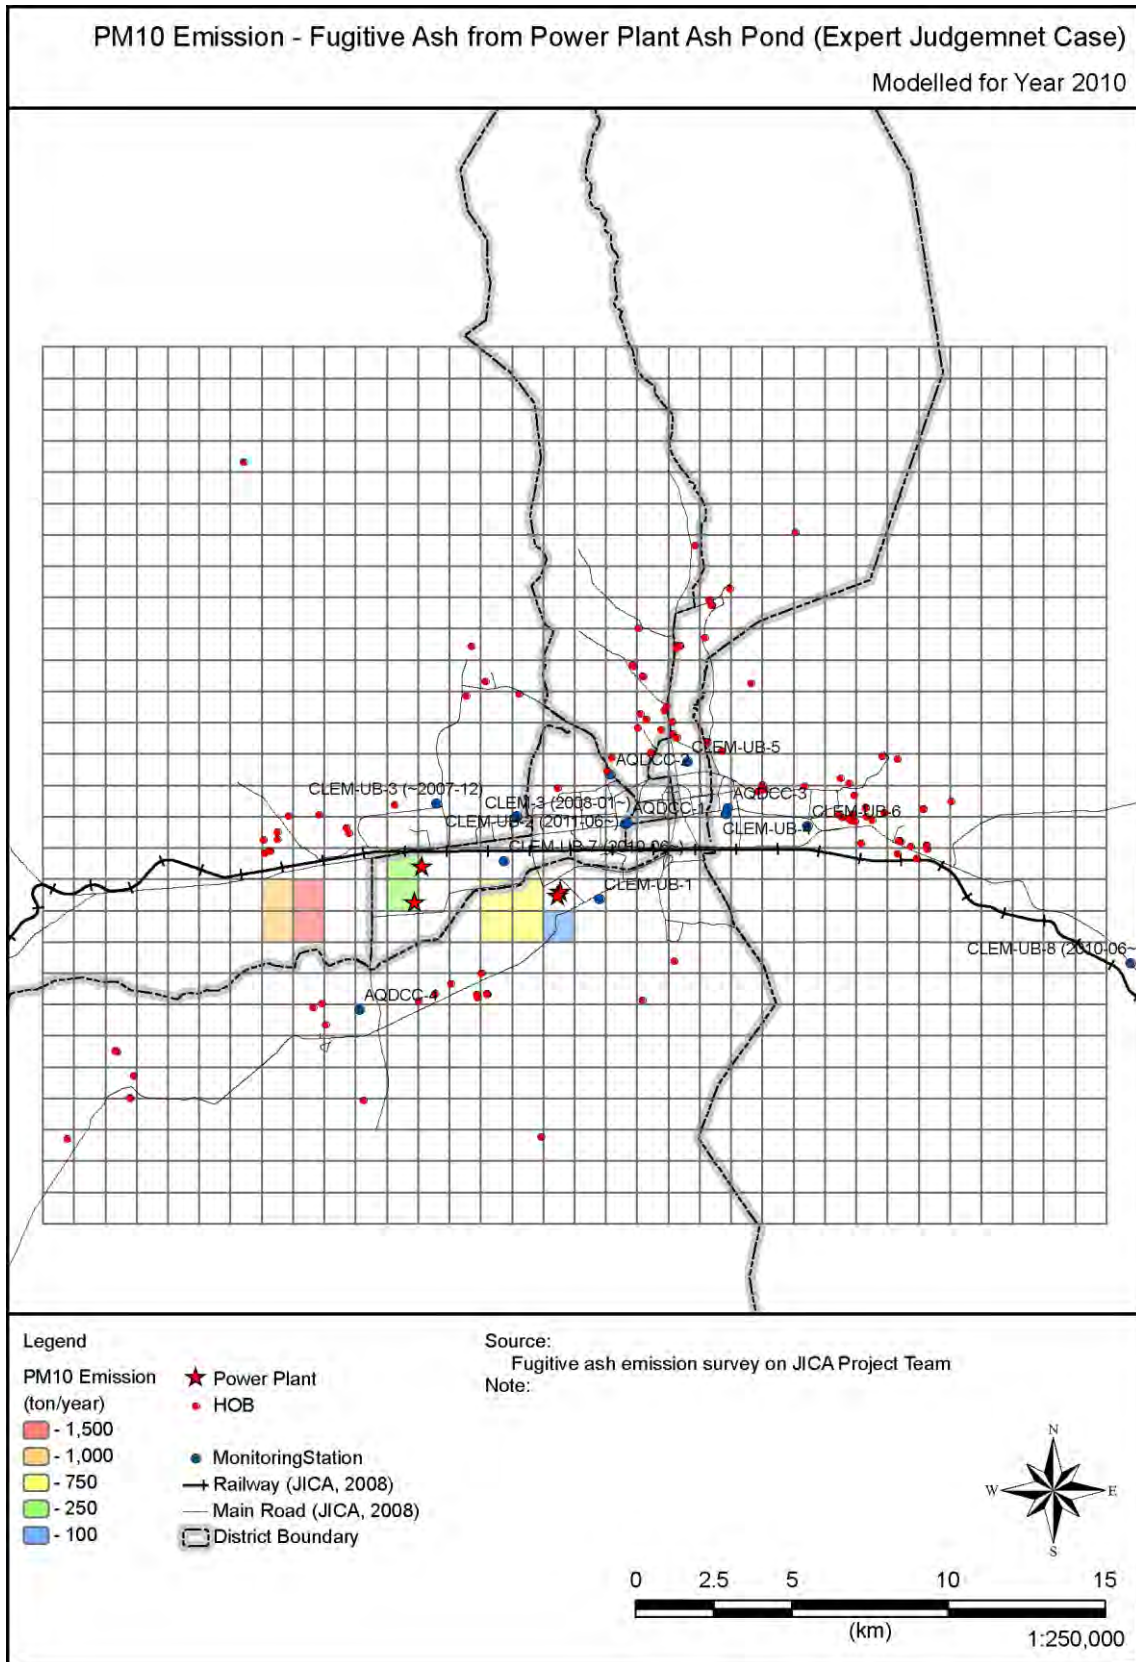 PM10 Emission - Fugitive Ash from Power Plant Ash Pond (Expert Judgemnet Case)
Modelled for Year 2010
CLEM-UB-5
AQDCC-2
CLEM-UB-3 (~2007-12)
CLEM-3 (2008-01~)
AQDCC-1
AQDCC-3
CLEM-UB-6
CLEM-UB-2 (2011-06~)
CLEM-UB-4
CLEM-UB-7 (2010-06~)
CLEM-UB-1
CLEM-UB-8 (2010-06~
AQDCC-4
Legend
PM10 Emission
(ton/year)
- 1,500
- 1,000
- 750
- 250
- 100
Power Plant
HOB
MonitoringStation
Railway (JICA, 2008)
Main Road (JICA, 2008)
District Boundary
Source:
Fugitive ash emission survey on JICA Project Team
Note:
N
W
E
S
0 2.5 5 10 15
(km)
1:250,000